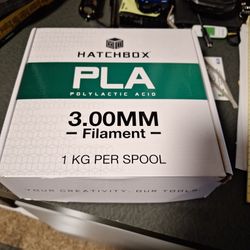 HATCHBOX
PLA
POLYLACTIC ACID
3.00MM
Filament
1 KG PER SPOOL
YOUR CREATIVITY. OUR TOOLS.